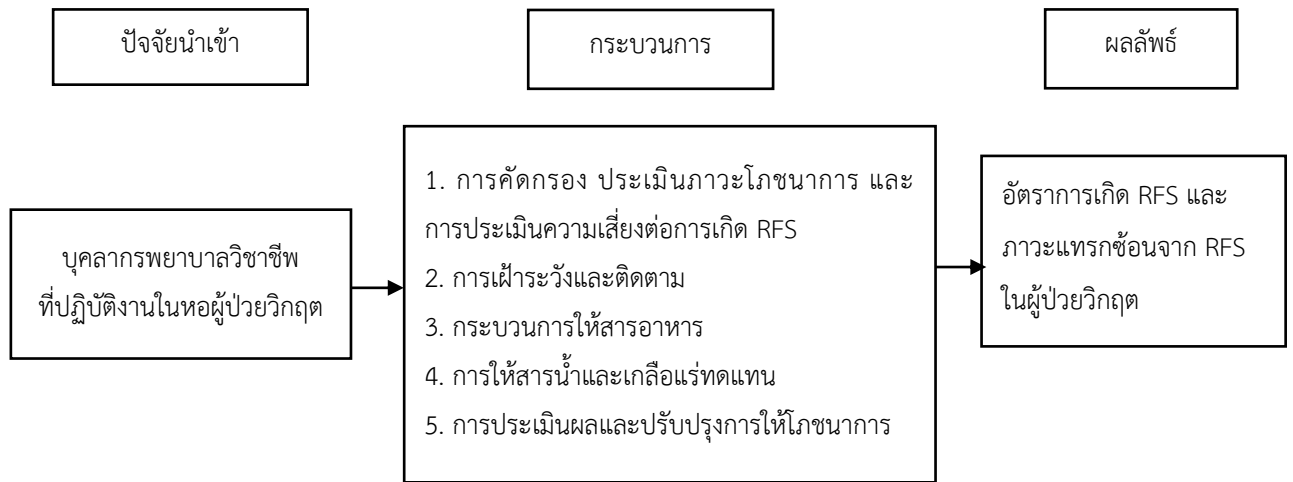 ปัจจัยนำเข้า
กระบวนการ
ผลลัพธ์
บุคลากรพยาบาลวิชาชีพ
ที่ปฏิบัติงานในหอผู้ป่วยวิกฤต
1. การคัดกรอง ประเมินภาวะโภชนาการ และ
การประเมินความเสี่ยงต่อการเกิด RFS
2. การเฝ้าระวังและติดตาม
3. กระบวนการให้สารอาหาร
4. การให้สารน้ำและเกลือแร่ทดแทน
5. การประเมินผลและปรับปรุงการให้โภชนาการ
อัตราการเกิด RFS และ
ภาวะแทรกซ้อนจาก RFS
ในผู้ป่วยวิกฤต